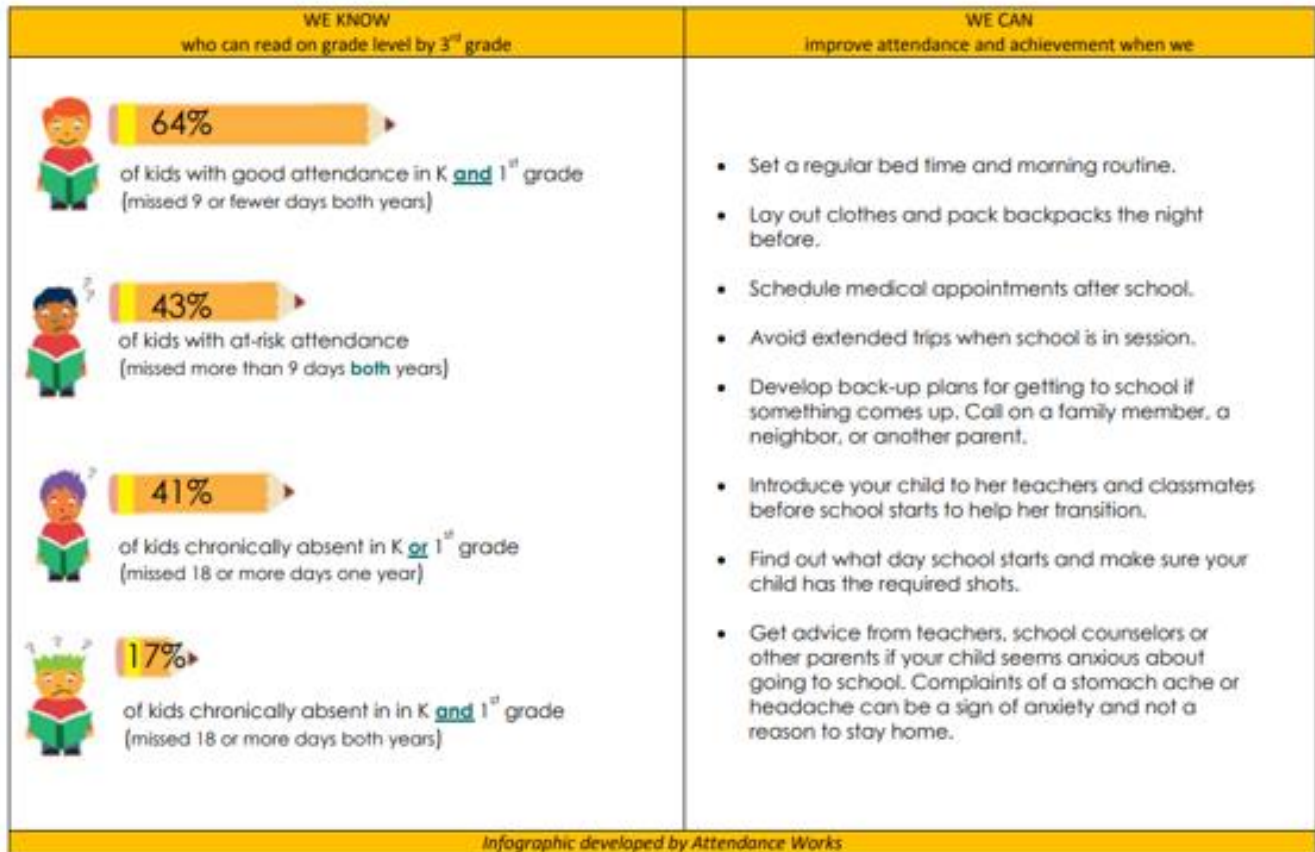 WE KNOW
who can read on grade level by 3rd grade
64%
of kids with good attendance in K and 1st grade
(missed 9 or fewer days both years)
43%
of kids with at-risk attendance
(missed more than 9 days both years)
41%
of kids chronically absent in K or 1st grade
(missed 18 or more days one year)
17%
of kids chronically absent in in K and 1st grade
(missed 18 or more days both years)
WE CAN
improve attendance and achievement when we
• Set a regular bed time and morning routine.
• Lay out clothes and pack backpacks the night
before.
• Schedule medical appointments after school.
• Avoid extended trips when school is in session.
• Develop back-up plans for getting to school if
something comes up. Call on a family member, a
neighbor, or another parent.
• Introduce your child to her teachers and classmates
before school starts to help her transition.
• Find out what day school starts and make sure your
child has the required shots.
• Get advice from teachers, school counselors or
other parents if your child seems anxious about
going to school. Complaints of a stomach ache or
headache can be a sign of anxiety and not a
reason to stay home.
Infographic developed by Attendance Works